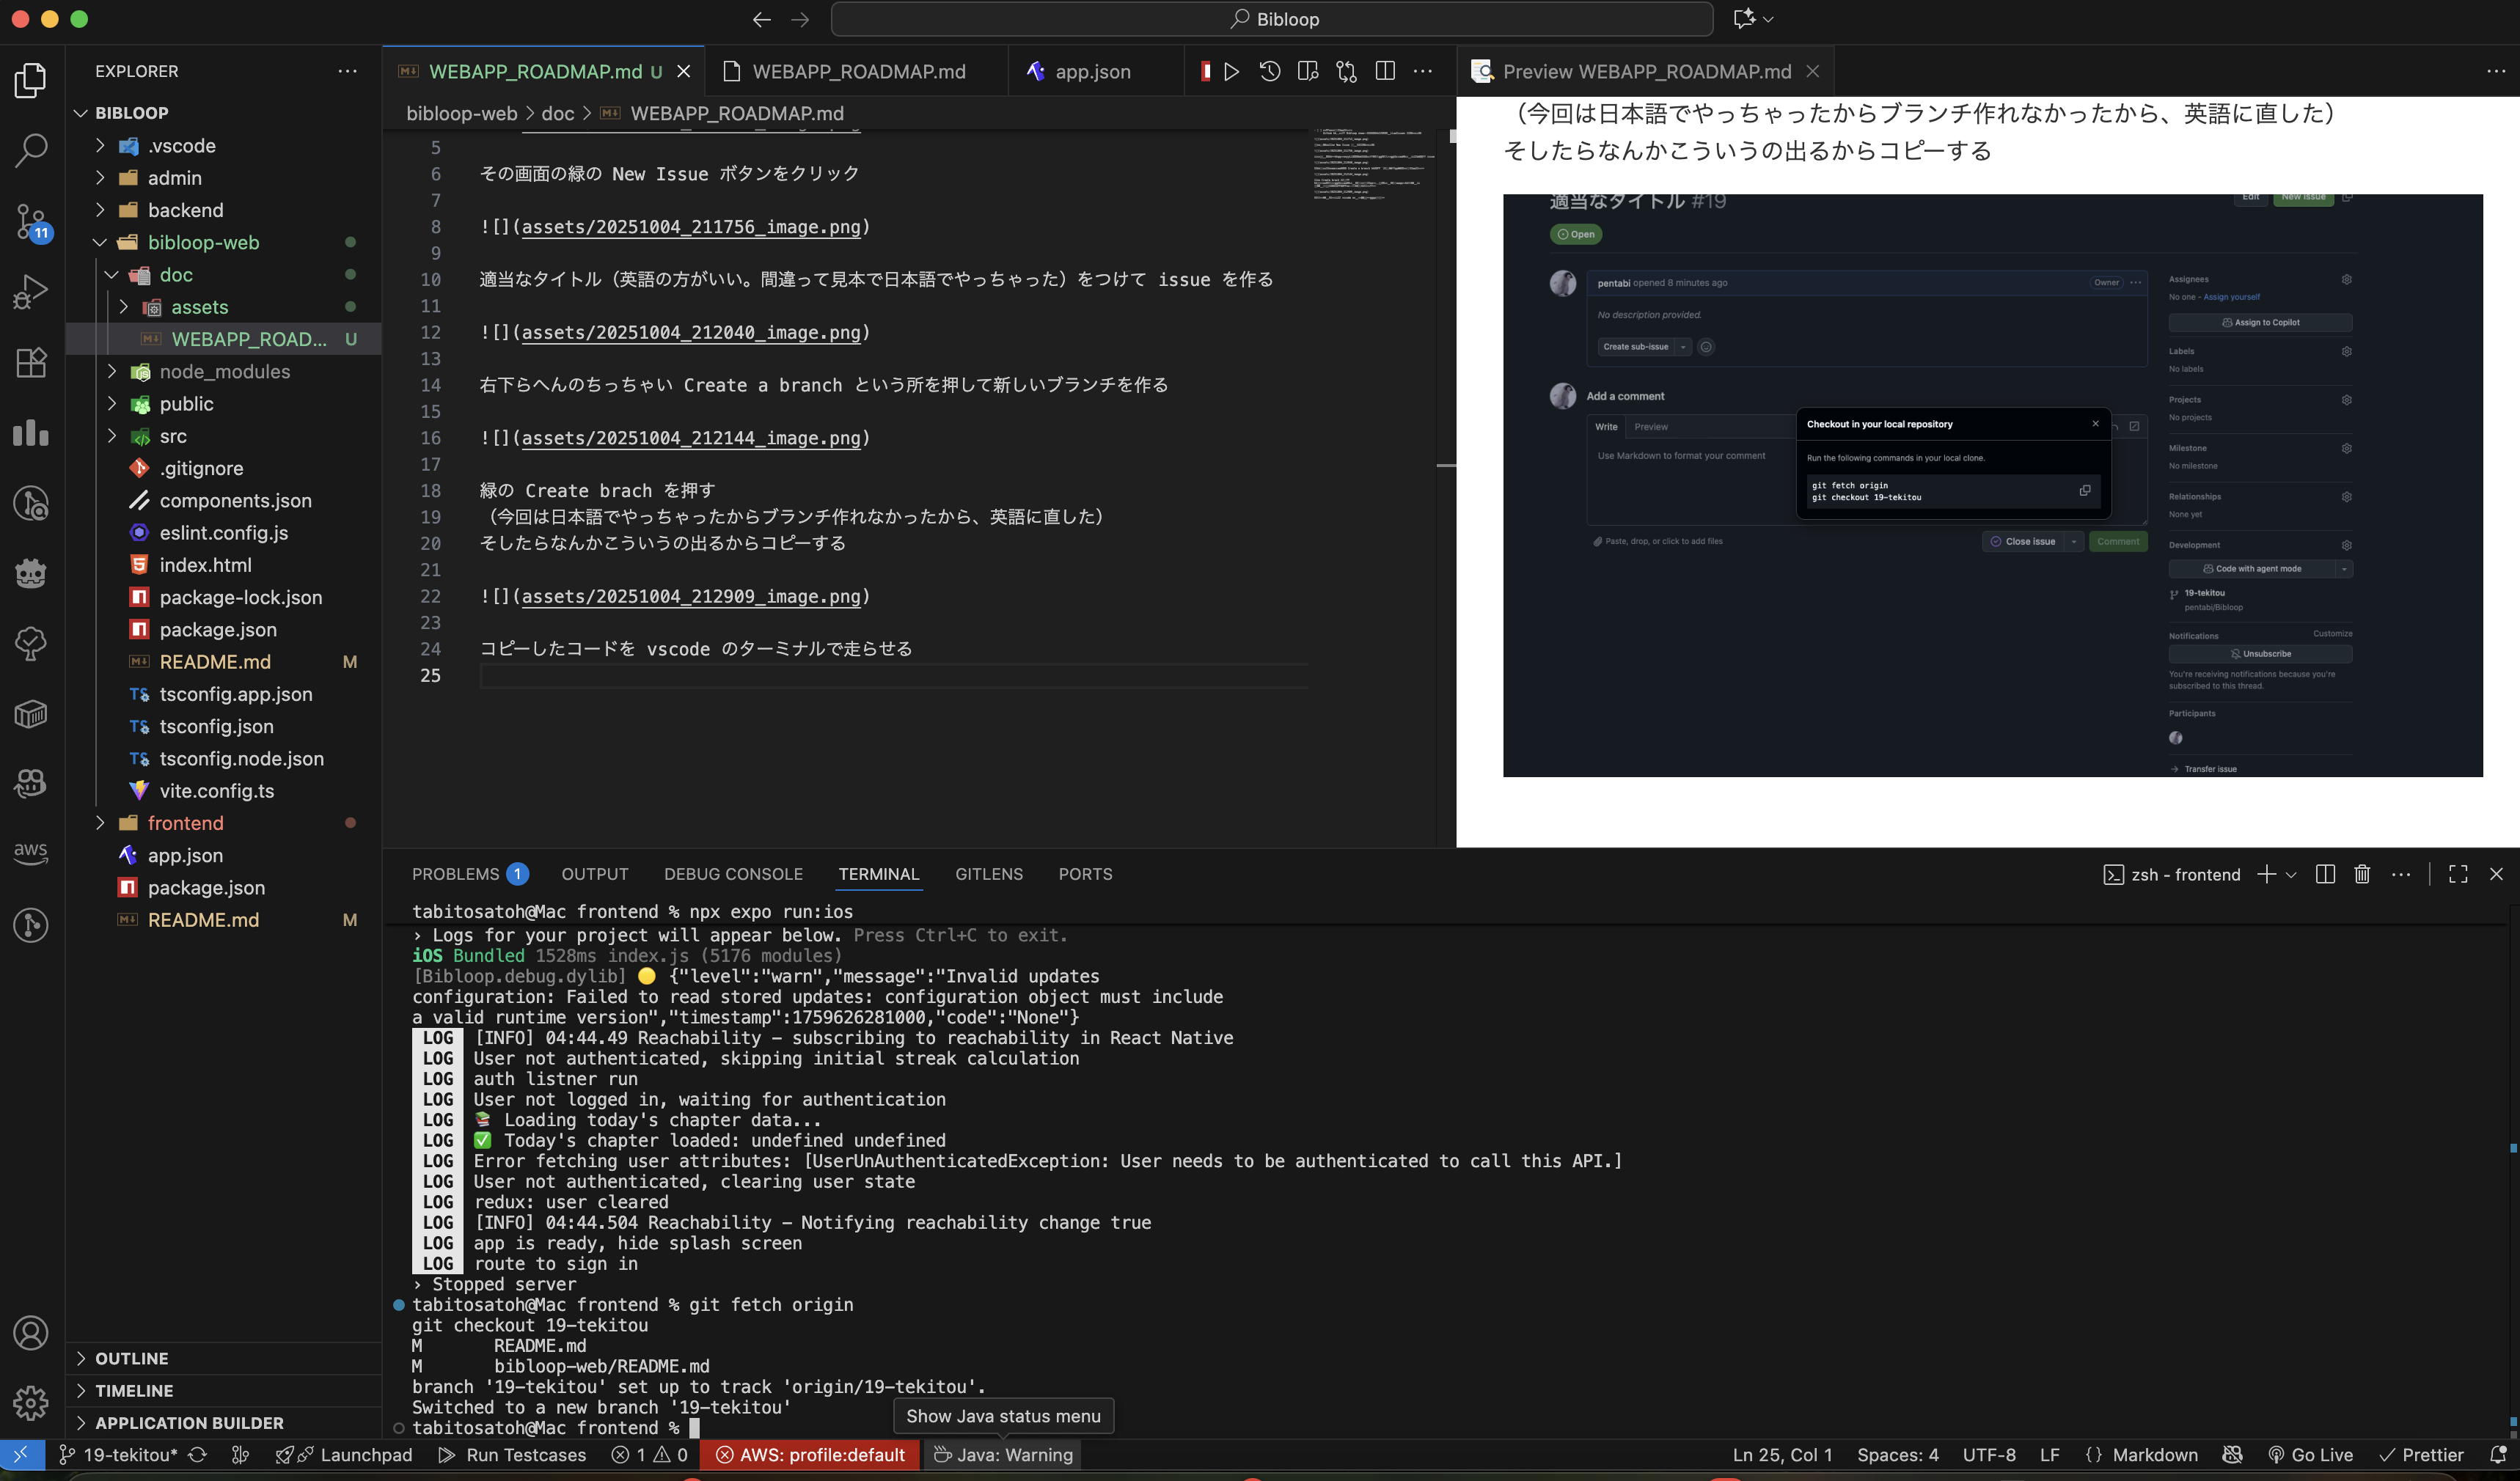 Bibloop
EXPLORER
BIBLOOP
.vscode
admin
backend
bibloop-web
doc
assets
WEBAPP_ROAD... U
node_modules
public
src
.gitignore
components.json
eslint.config.js
index.html
package-lock.json
package.json
README.md M
tsconfig.app.json
tsconfig.json
tsconfig.node.json
vite.config.ts
frontend
app.json
package.json
README.md M
aws
11
OUTLINE
TIMELINE
APPLICATION BUILDER
WEBAPP_ROADMAP.md U
WEBAPP_ROADMAP.md
app.json
bibloop-web > doc > WEBAPP_ROADMAP.md
5
6 その画面の緑の New Issue ボタンをクリック
7
8 ![](assets/20251004_211756_image.png)
9
10 適当なタイトル（英語の方がいい。間違って見本で日本語でやっちゃった）をつけて issue を作る
11
12 ![](assets/20251004_212040_image.png)
13
14 右下らへんのちっちゃい Create a branch という所を押して新しいブランチを作る
15
16 ![](assets/20251004_212144_image.png)
17
18 緑の Create brach を押す
19 （今回は日本語でやっちゃったからブランチ作れなかったから、英語に直した）
20 そしたらなんかこういうの出るからコピーする
21
22 ![](assets/20251004_212909_image.png)
23
24 コピーしたコードを vscode のターミナルで走らせる
25
Preview WEBAPP_ROADMAP.md
（今回は日本語でやっちゃったからブランチ作れなかったから、英語に直した）
そしたらなんかこういうの出るからコピーする
適当なタイトル #19
Edit New issue
Open
pentabi opened 8 minutes ago Owner
No description provided.
Create sub-issue
Add a comment
Write Preview
Use Markdown to format your comment
Paste, drop, or click to add files
Close issue Comment
Checkout in your local repository
Run the following commands in your local clone.
git fetch origin
git checkout 19-tekitou
Assignees
No one - Assign yourself
Assign to Copilot
Labels
No labels
Projects
No projects
Milestone
No milestone
Relationships
None yet
Development
Code with agent mode
19-tekitou
pentabi/Bibloop
Notifications Customize
Unsubscribe
You're receiving notifications because you're
subscribed to this thread.
Participants
Transfer issue
PROBLEMS 1 OUTPUT DEBUG CONSOLE TERMINAL GITLENS PORTS
zsh - frontend
tabitosatoh@Mac frontend % npx expo run:ios
› Logs for your project will appear below. Press Ctrl+C to exit.
iOS Bundled 1528ms index.js (5176 modules)
[Bibloop.debug.dylib] 🟡 {"level":"warn","message":"Invalid updates
configuration: Failed to read stored updates: configuration object must include
a valid runtime version","timestamp":1759626281000,"code":"None"}
LOG [INFO] 04:44.49 Reachability - subscribing to reachability in React Native
LOG User not authenticated, skipping initial streak calculation
LOG auth listner run
LOG User not logged in, waiting for authentication
LOG 📚 Loading today's chapter data...
LOG ✅ Today's chapter loaded: undefined undefined
LOG Error fetching user attributes: [UserUnAuthenticatedException: User needs to be authenticated to call this API.]
LOG User not authenticated, clearing user state
LOG redux: user cleared
LOG [INFO] 04:44.504 Reachability - Notifying reachability change true
LOG app is ready, hide splash screen
LOG route to sign in
› Stopped server
tabitosatoh@Mac frontend % git fetch origin
git checkout 19-tekitou
M README.md
M bibloop-web/README.md
branch '19-tekitou' set up to track 'origin/19-tekitou'.
Switched to a new branch '19-tekitou'
tabitosatoh@Mac frontend %
Show Java status menu
19-tekitou* Launchpad Run Testcases 1 0 AWS: profile:default Java: Warning Ln 25, Col 1 Spaces: 4 UTF-8 LF {} Markdown Go Live Prettier